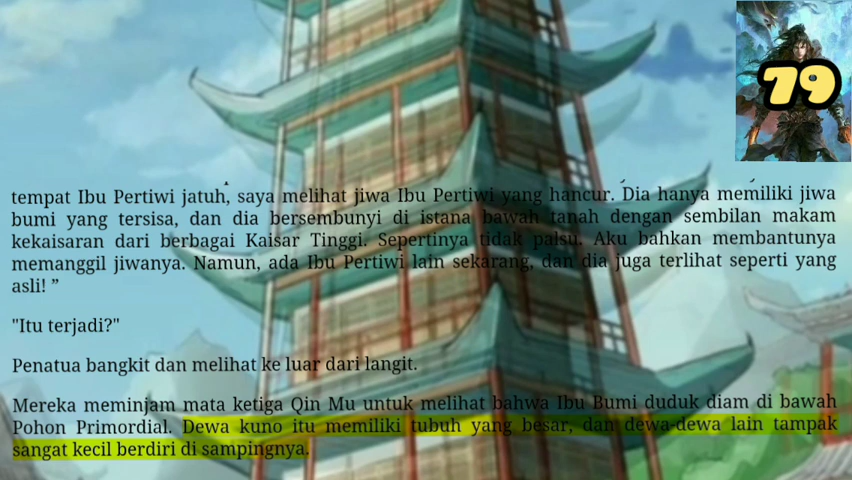 79
tempat Ibu Pertiwi jatuh, saya melihat jiwa Ibu Pertiwi yang hancur. Dia hanya memiliki jiwa
bumi yang tersisa, dan dia bersembunyi di istana bawah tanah dengan sembilan makam
kekaisaran dari berbagai Kaisar Tinggi. Sepertinya tidak palsu. Aku bahkan membantunya
memanggil jiwanya. Namun, ada Ibu Pertiwi lain sekarang, dan dia juga terlihat seperti yang
asli! ”
"Itu terjadi?"
Penatua bangkit dan melihat ke luar dari langit.
Mereka meminjam mata ketiga Qin Mu untuk melihat bahwa Ibu Bumi duduk diam di bawah
Pohon Primordial. Dewa kuno itu memiliki tubuh yang besar, dan dewa-dewa lain tampak
sangat kecil berdiri di sampingnya.